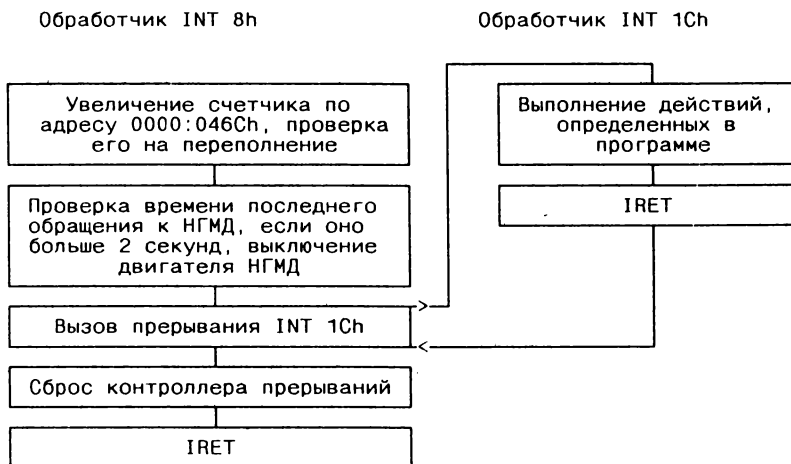 Обработчик INT 8h
Обработчик INT 1Ch
Увеличение счетчика по
адресу 0000:046Ch, проверка
его на переполнение
Проверка времени последнего
обращения к НГМД, если оно
больше 2 секунд, выключение
двигателя НГМД
Вызов прерывания INT 1Ch
Сброс контроллера прерываний
IRET
Выполнение действий,
определенных в
программе
IRET